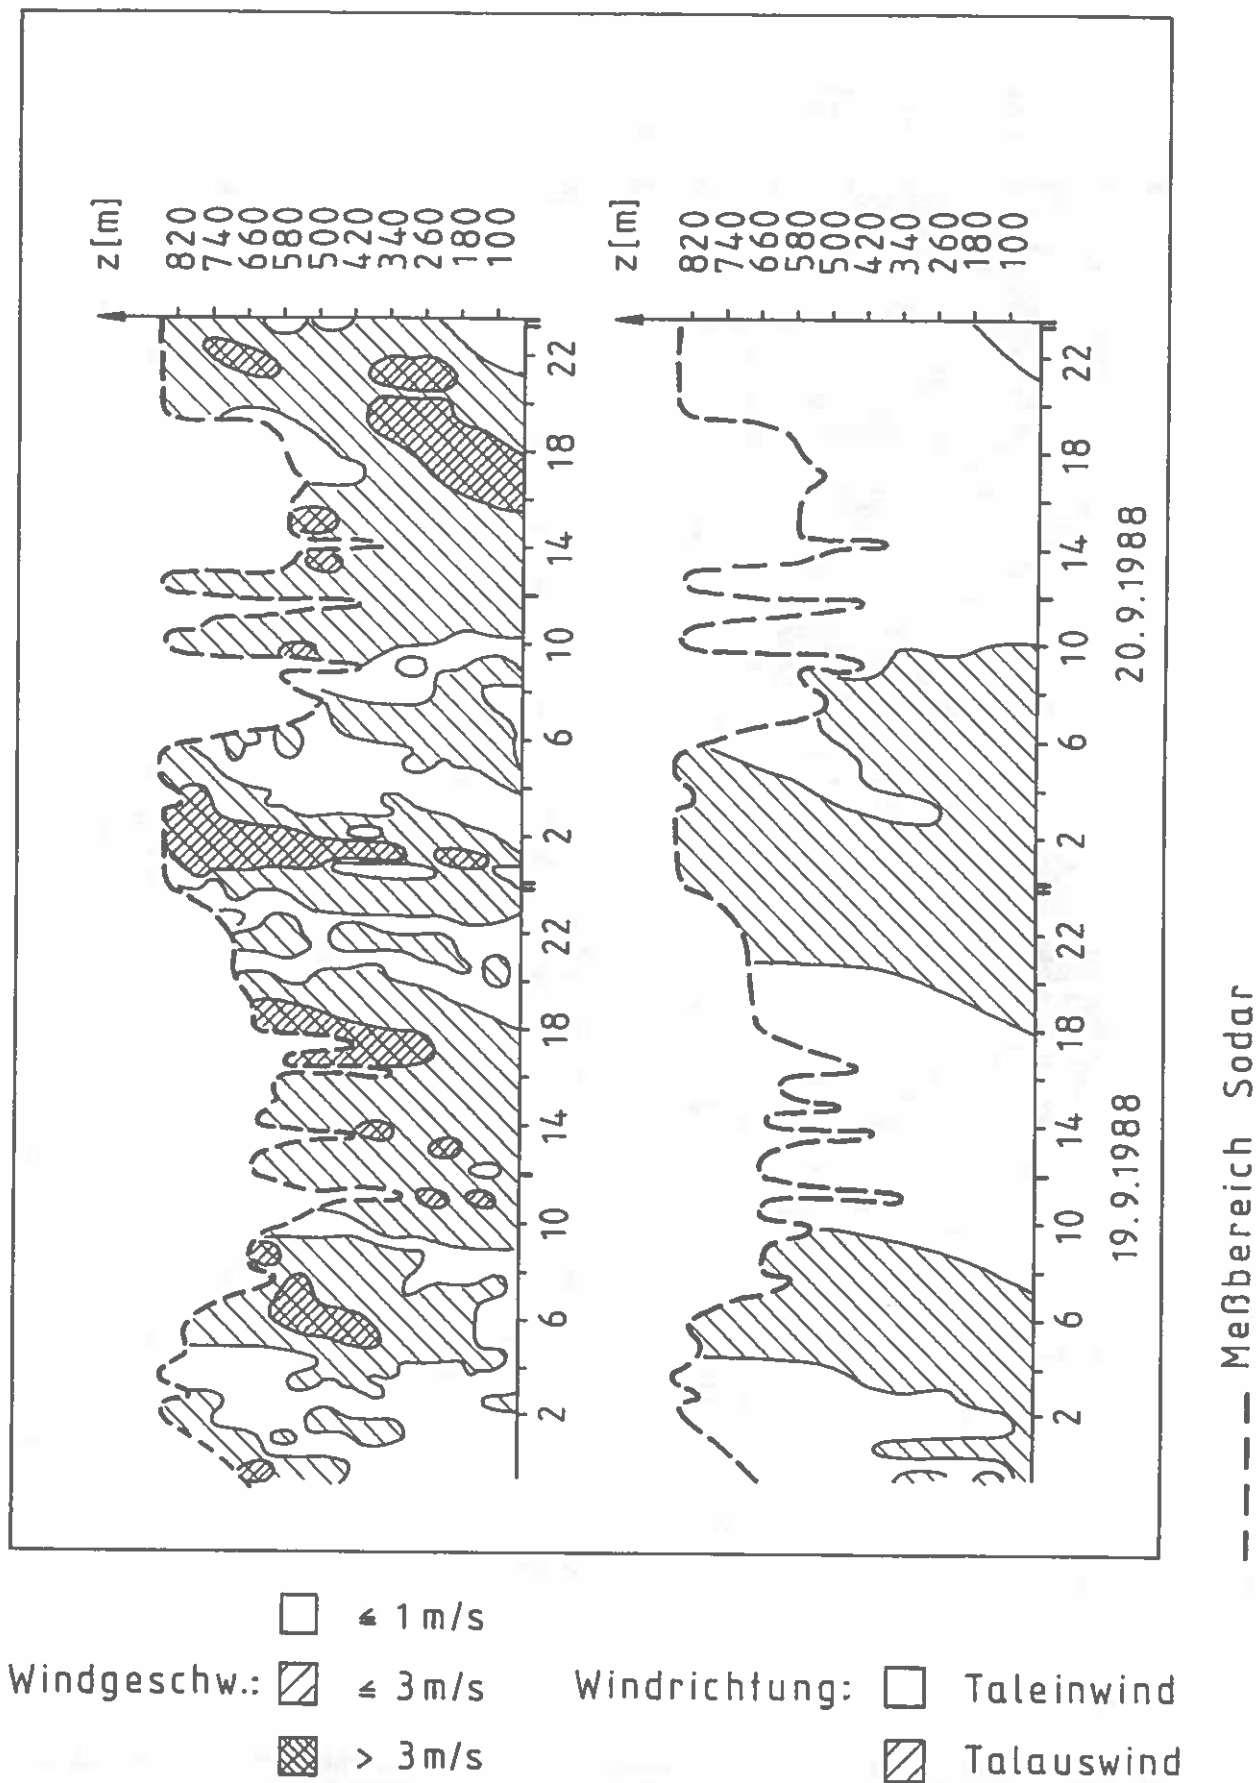 z[m]
820
740
660
580
500
420
340
260
180
100
2 6 10 14 18 22 2 6 10 14 18 22
z[m]
820
740
660
580
500
420
340
260
180
100
2 6 10 14 18 22 2 6 10 14 18 22
19.9.1988 20.9.1988
Meßbereich Sodar
≦ 1 m/s
Windgeschw.: ≦ 3 m/s
> 3 m/s
Windrichtung: Taleinwind
Talauswind